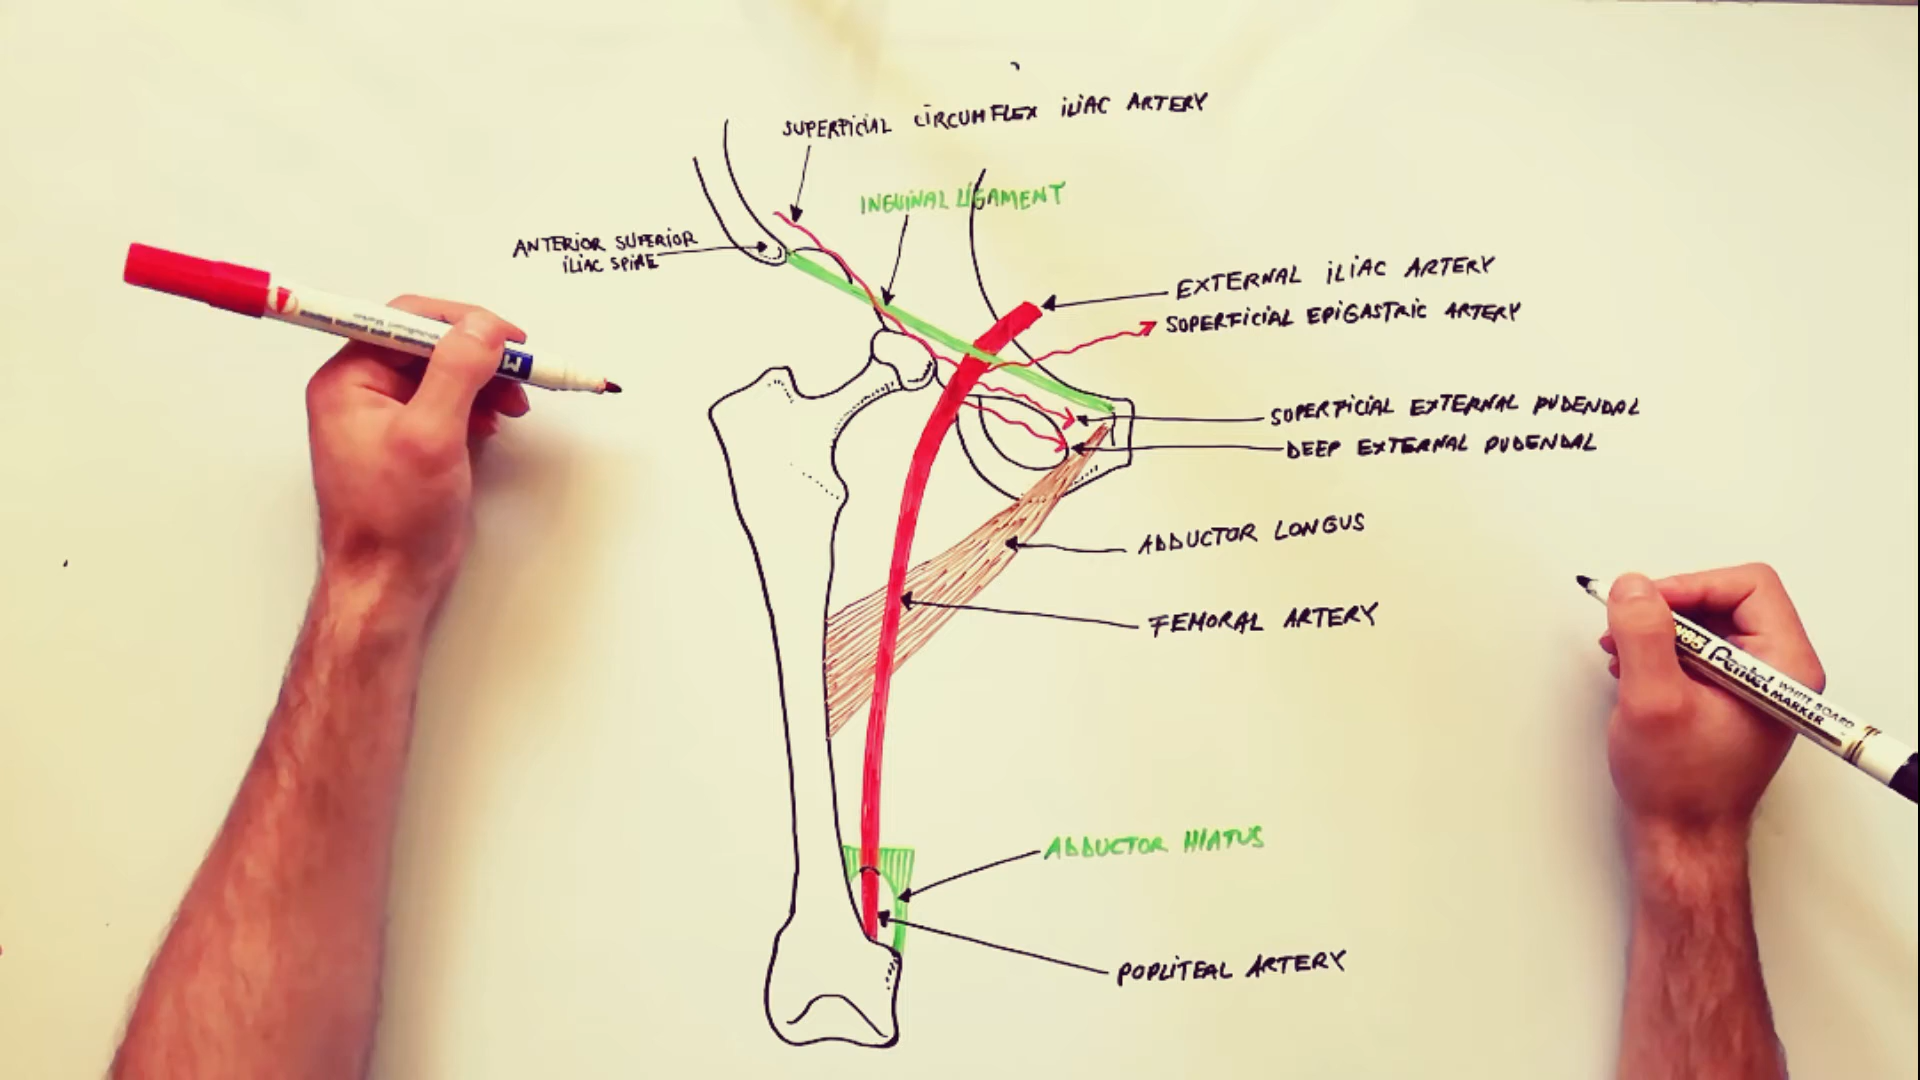 SUPERFICIAL CIRCUMFLEX ILIAC ARTERY
INGUINAL LIGAMENT
ANTERIOR SUPERIOR
ILIAC SPINE
EXTERNAL ILIAC ARTERY
SUPERFICIAL EPIGASTRIC ARTERY
SUPERFICIAL EXTERNAL PUDENDAL
DEEP EXTERNAL PUDENDAL
ADDUCTOR LONGUS
FEMORAL ARTERY
ADDUCTOR HIATUS
POPLITEAL ARTERY
M
W85 Pentel WHITE BOARD
MARKER